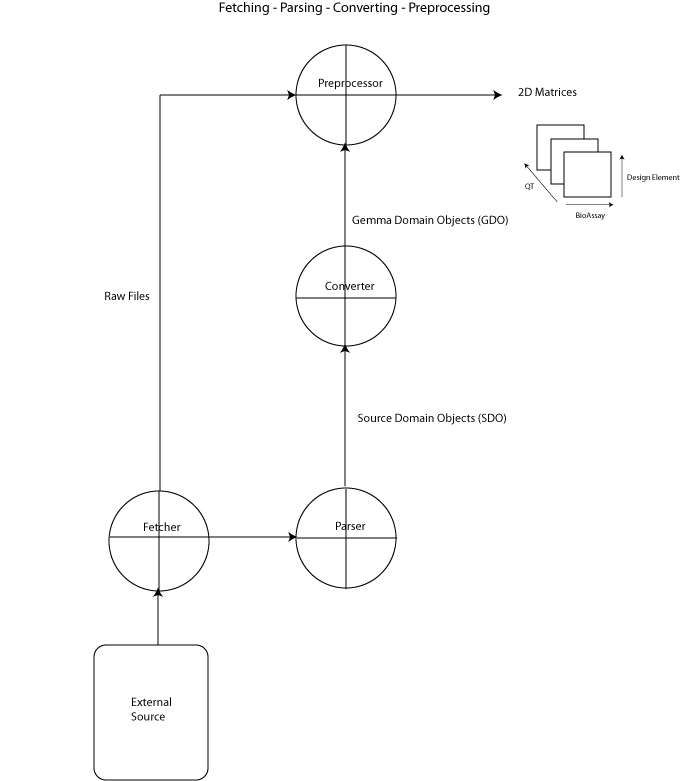 Fetching - Parsing - Converting - Preprocessing
Preprocessor
2D Matrices
QT
Design Element
BioAssay
Gemma Domain Objects (GDO)
Converter
Raw Files
Source Domain Objects (SDO)
Fetcher
Parser
External
Source